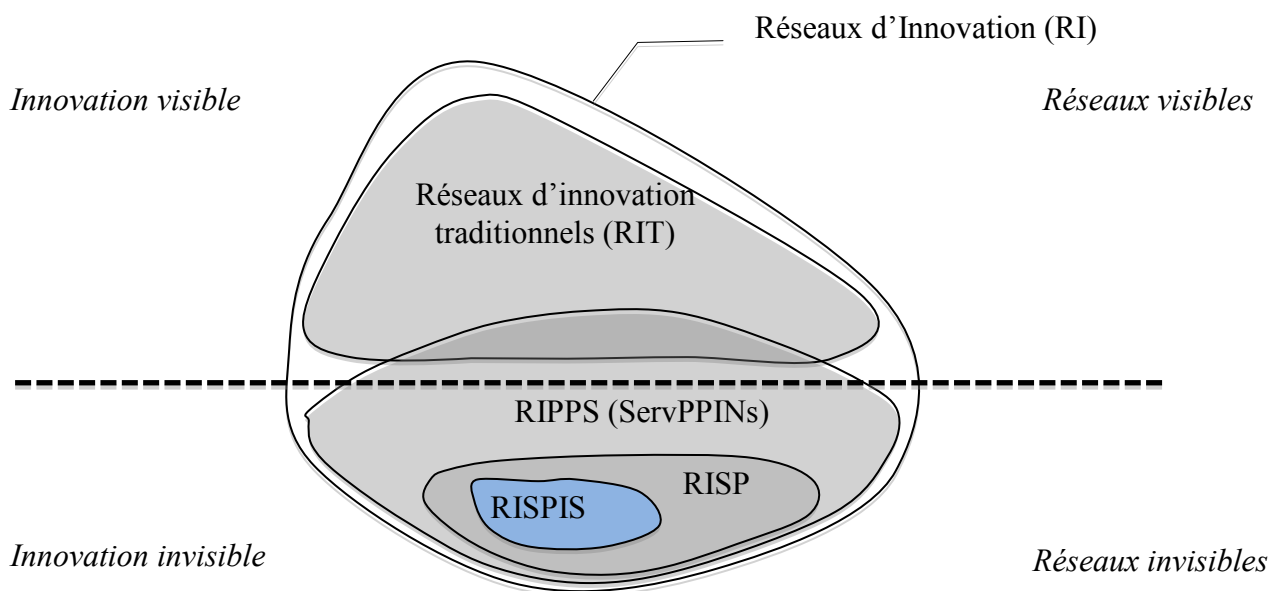 Réseaux d’Innovation (RI)
Innovation visible
Réseaux visibles
Réseaux d’innovation
traditionnels (RIT)
RIPPS (ServPPINs)
RISP
RISPIS
Innovation invisible
Réseaux invisibles